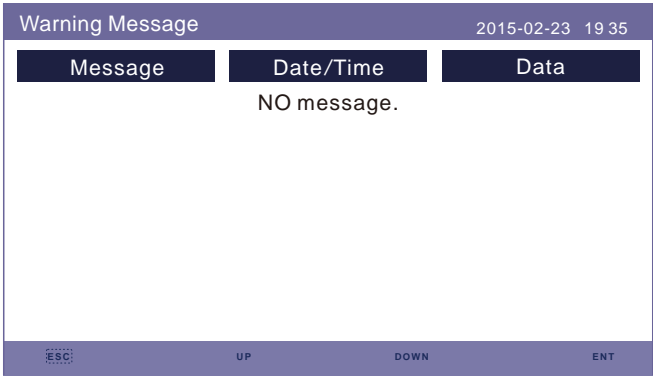 Warning Message 2015-02-23 19 35
Message Date/Time Data
NO message.
ESC UP DOWN ENT